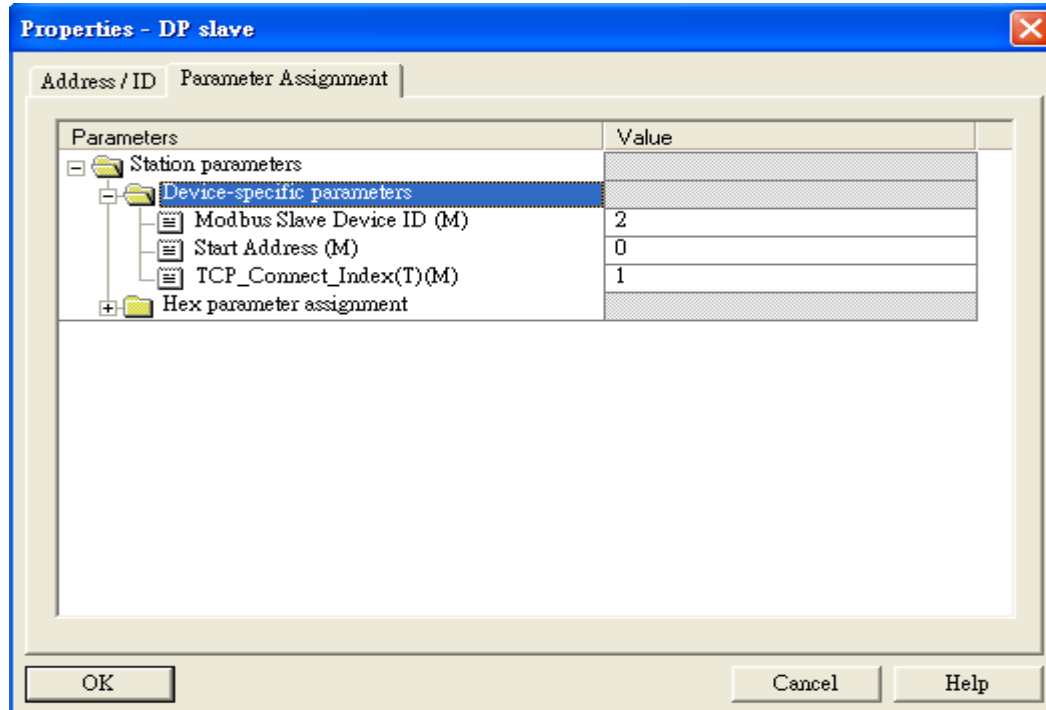 Properties - DP slave
Address / ID Parameter Assignment
Parameters Value
Station parameters
Device-specific parameters
Modbus Slave Device ID (M) 2
Start Address (M) 0
TCP_Connect_Index(T)(M) 1
Hex parameter assignment
OK Cancel Help